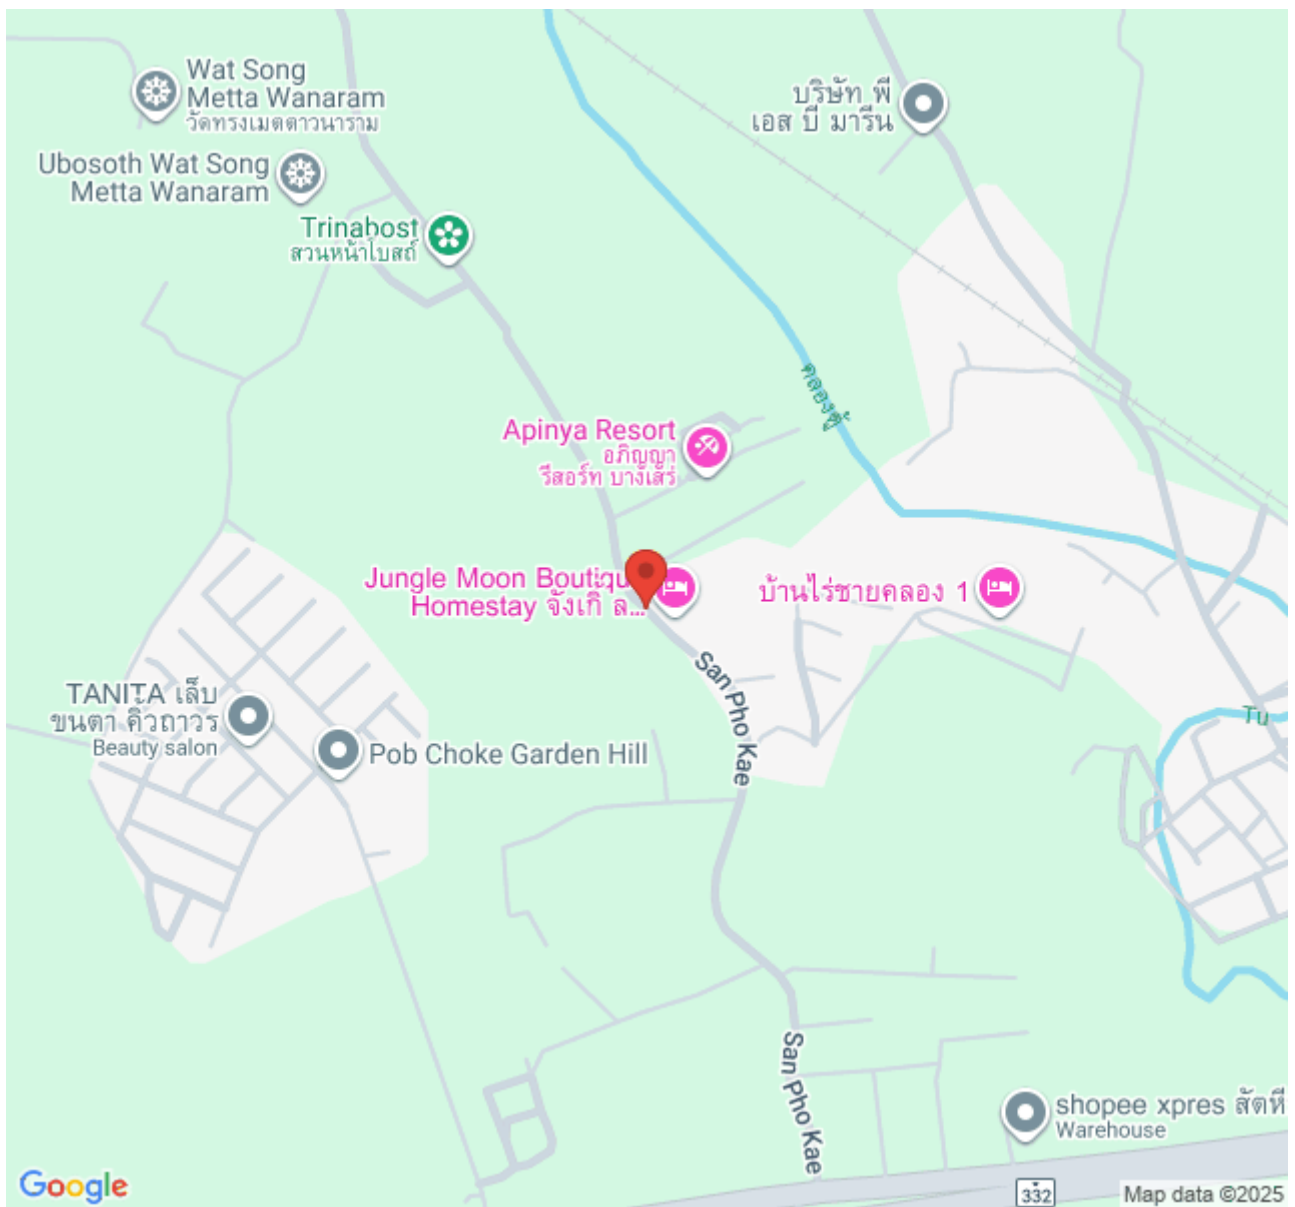 Wat Song
Metta Wanaram
วัดทรงเมตตาวนาราม
บริษัท พี
เอส บี มารีน
Ubosoth Wat Song
Metta Wanaram
Trinabost
สวนหน้าโบสถ์
Apinya Resort
อภิญญา
รีสอร์ท บางเสร่
Jungle Moon Boutiqu
Homestay จังเกิ้ ล...
บ้านไร่ชายคลอง 1
San Pho Kae
TANITA เล็บ
ขนตา คิ้วถาวร
Beauty salon
Tu
Pob Choke Garden Hill
San Pho Kae
shopee xpres สัตหี
Warehouse
Google
332
Map data ©2025